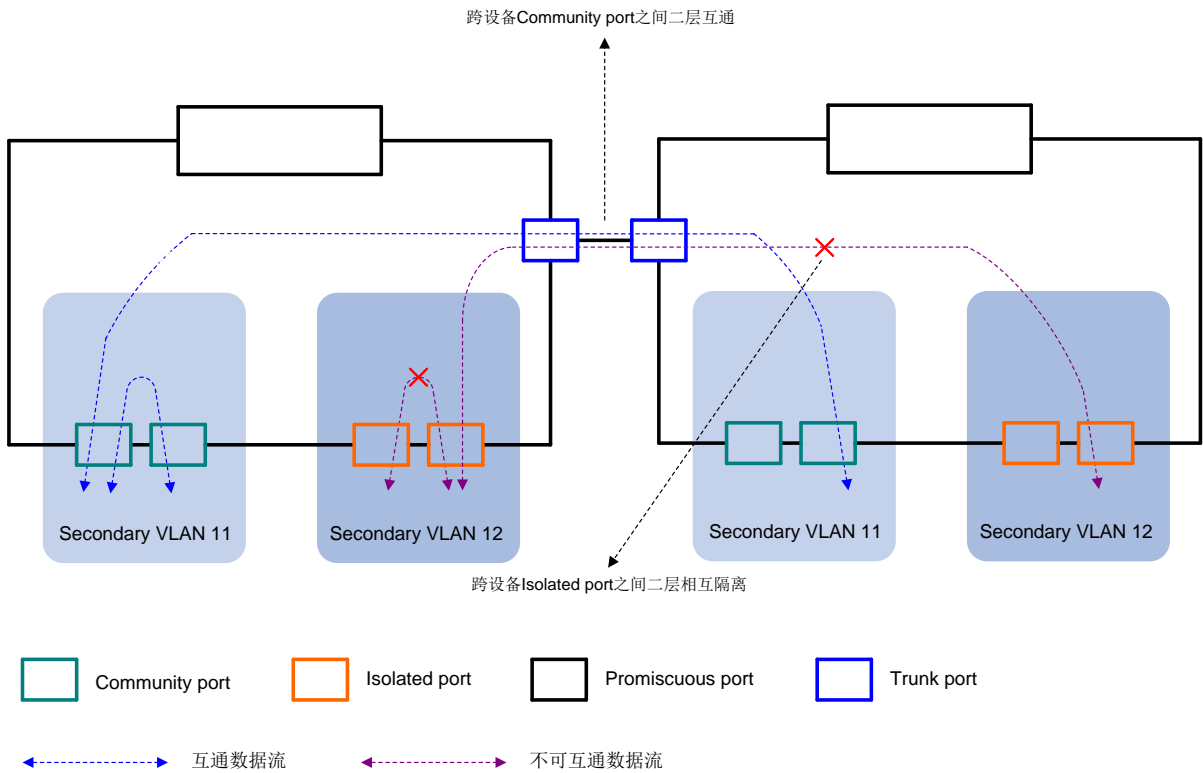 跨设备Community port之间二层互通
Secondary VLAN 11
Secondary VLAN 12
Secondary VLAN 11
Secondary VLAN 12
跨设备Isolated port之间二层相互隔离
Community port
Isolated port
Promiscuous port
Trunk port
互通数据流
不可互通数据流